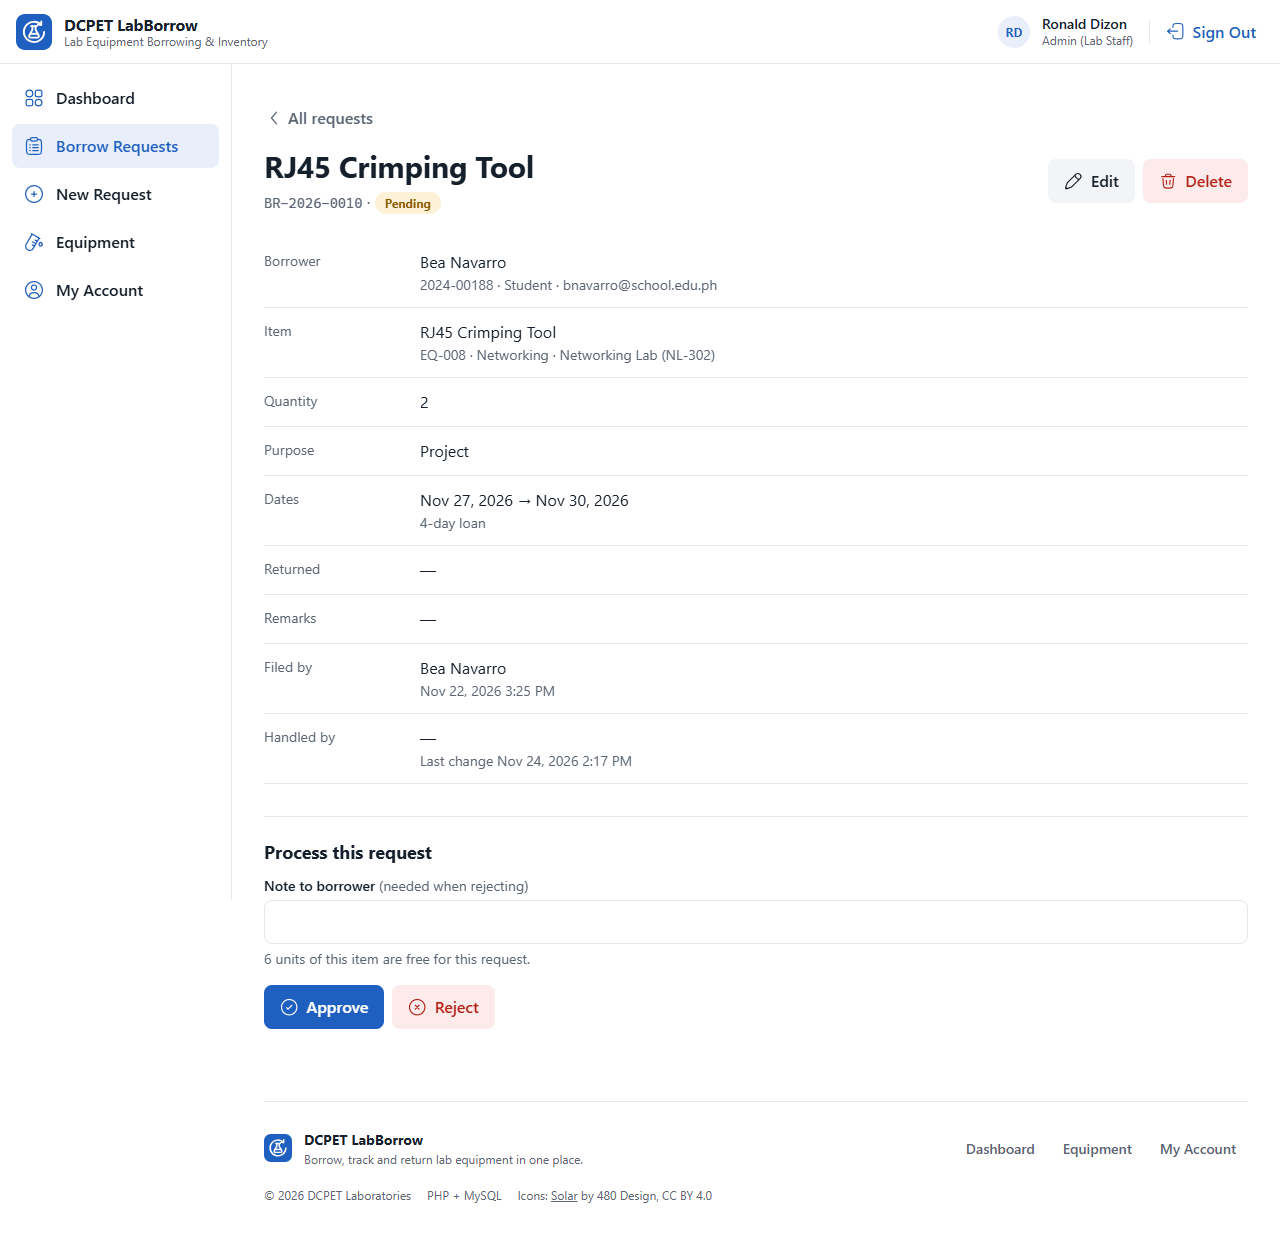 DCPET LabBorrow
Lab Equipment Borrowing & Inventory
RD
Ronald Dizon
Admin (Lab Staff)
Sign Out
Dashboard
Borrow Requests
New Request
Equipment
My Account
All requests
RJ45 Crimping Tool
BR-2026-0010 · Pending
Edit
Delete
Borrower
Bea Navarro
2024-00188 · Student · bnavarro@school.edu.ph
Item
RJ45 Crimping Tool
EQ-008 · Networking · Networking Lab (NL-302)
Quantity
2
Purpose
Project
Dates
Nov 27, 2026 → Nov 30, 2026
4-day loan
Returned
—
Remarks
—
Filed by
Bea Navarro
Nov 22, 2026 3:25 PM
Handled by
—
Last change Nov 24, 2026 2:17 PM
Process this request
Note to borrower (needed when rejecting)
6 units of this item are free for this request.
Approve
Reject
DCPET LabBorrow
Borrow, track and return lab equipment in one place.
Dashboard
Equipment
My Account
© 2026 DCPET Laboratories
PHP + MySQL
Icons: Solar by 480 Design, CC BY 4.0